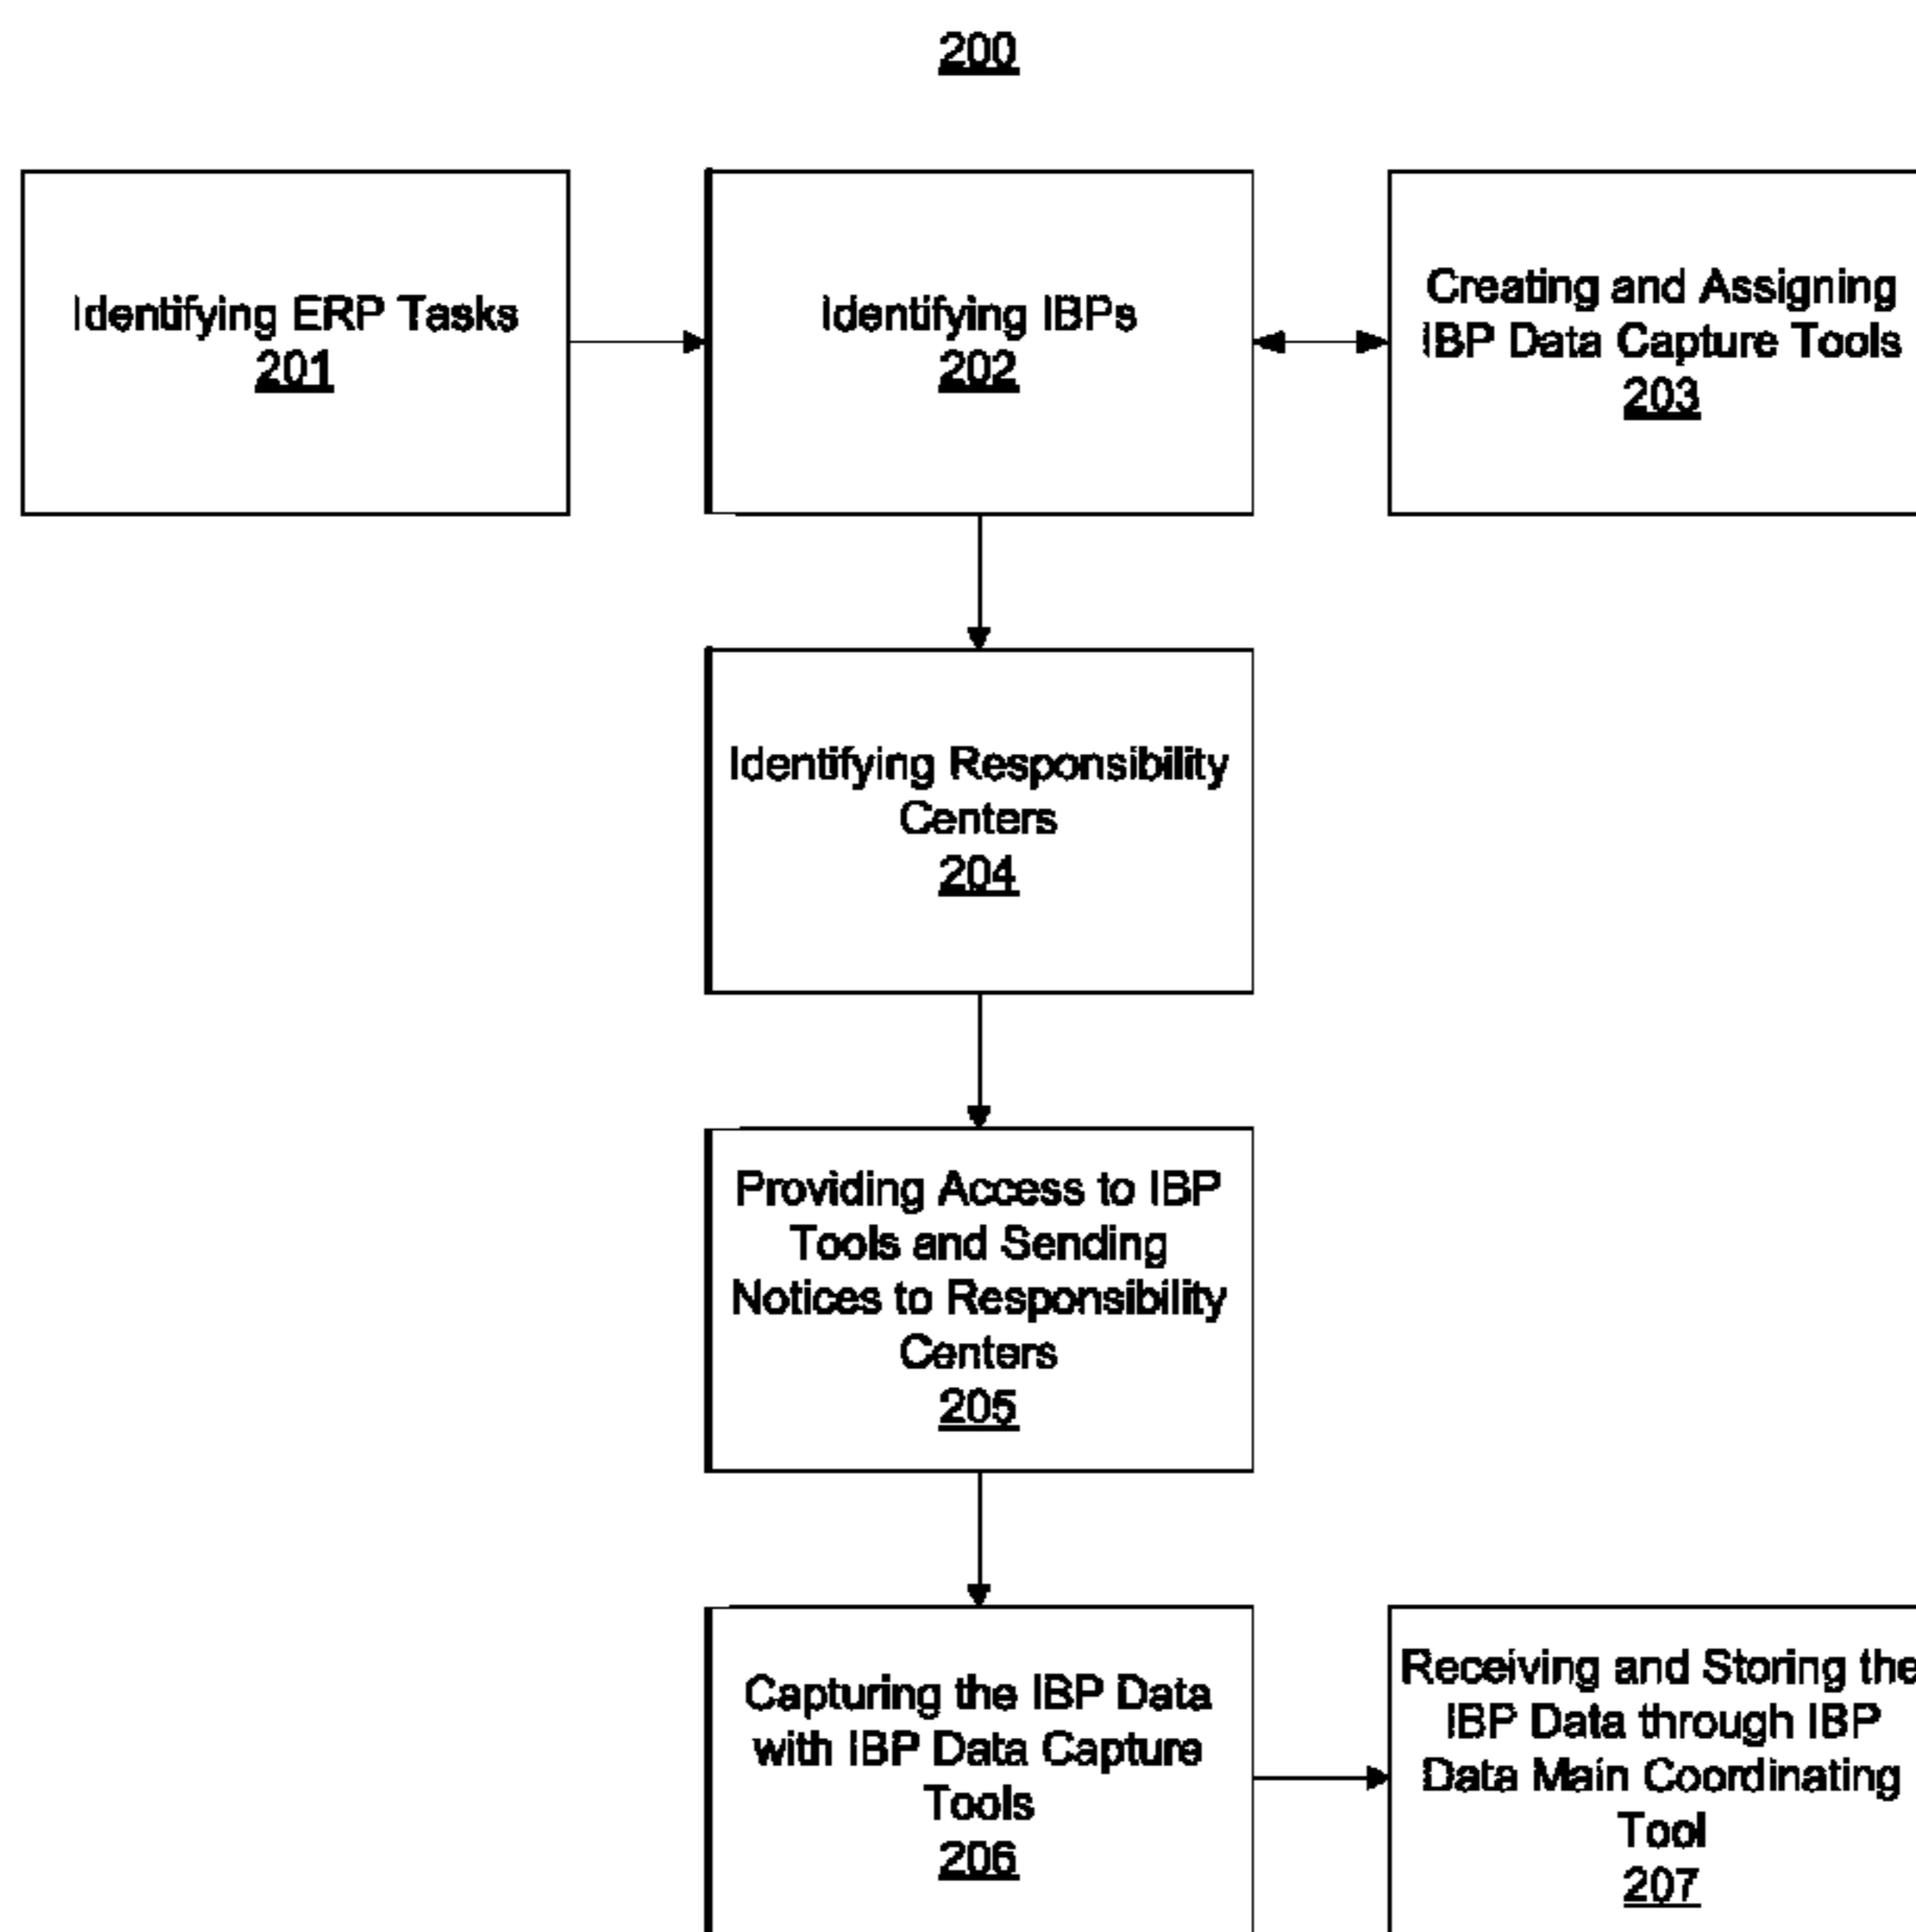 200
Identifying ERP Tasks
201
Identifying IBPs
202
Creating and Assigning
IBP Data Capture Tools
203
Identifying Responsibility
Centers
204
Providing Access to IBP
Tools and Sending
Notices to Responsibility
Centers
205
Capturing the IBP Data
with IBP Data Capture
Tools
206
Receiving and Storing the
IBP Data through IBP
Data Main Coordinating
Tool
207